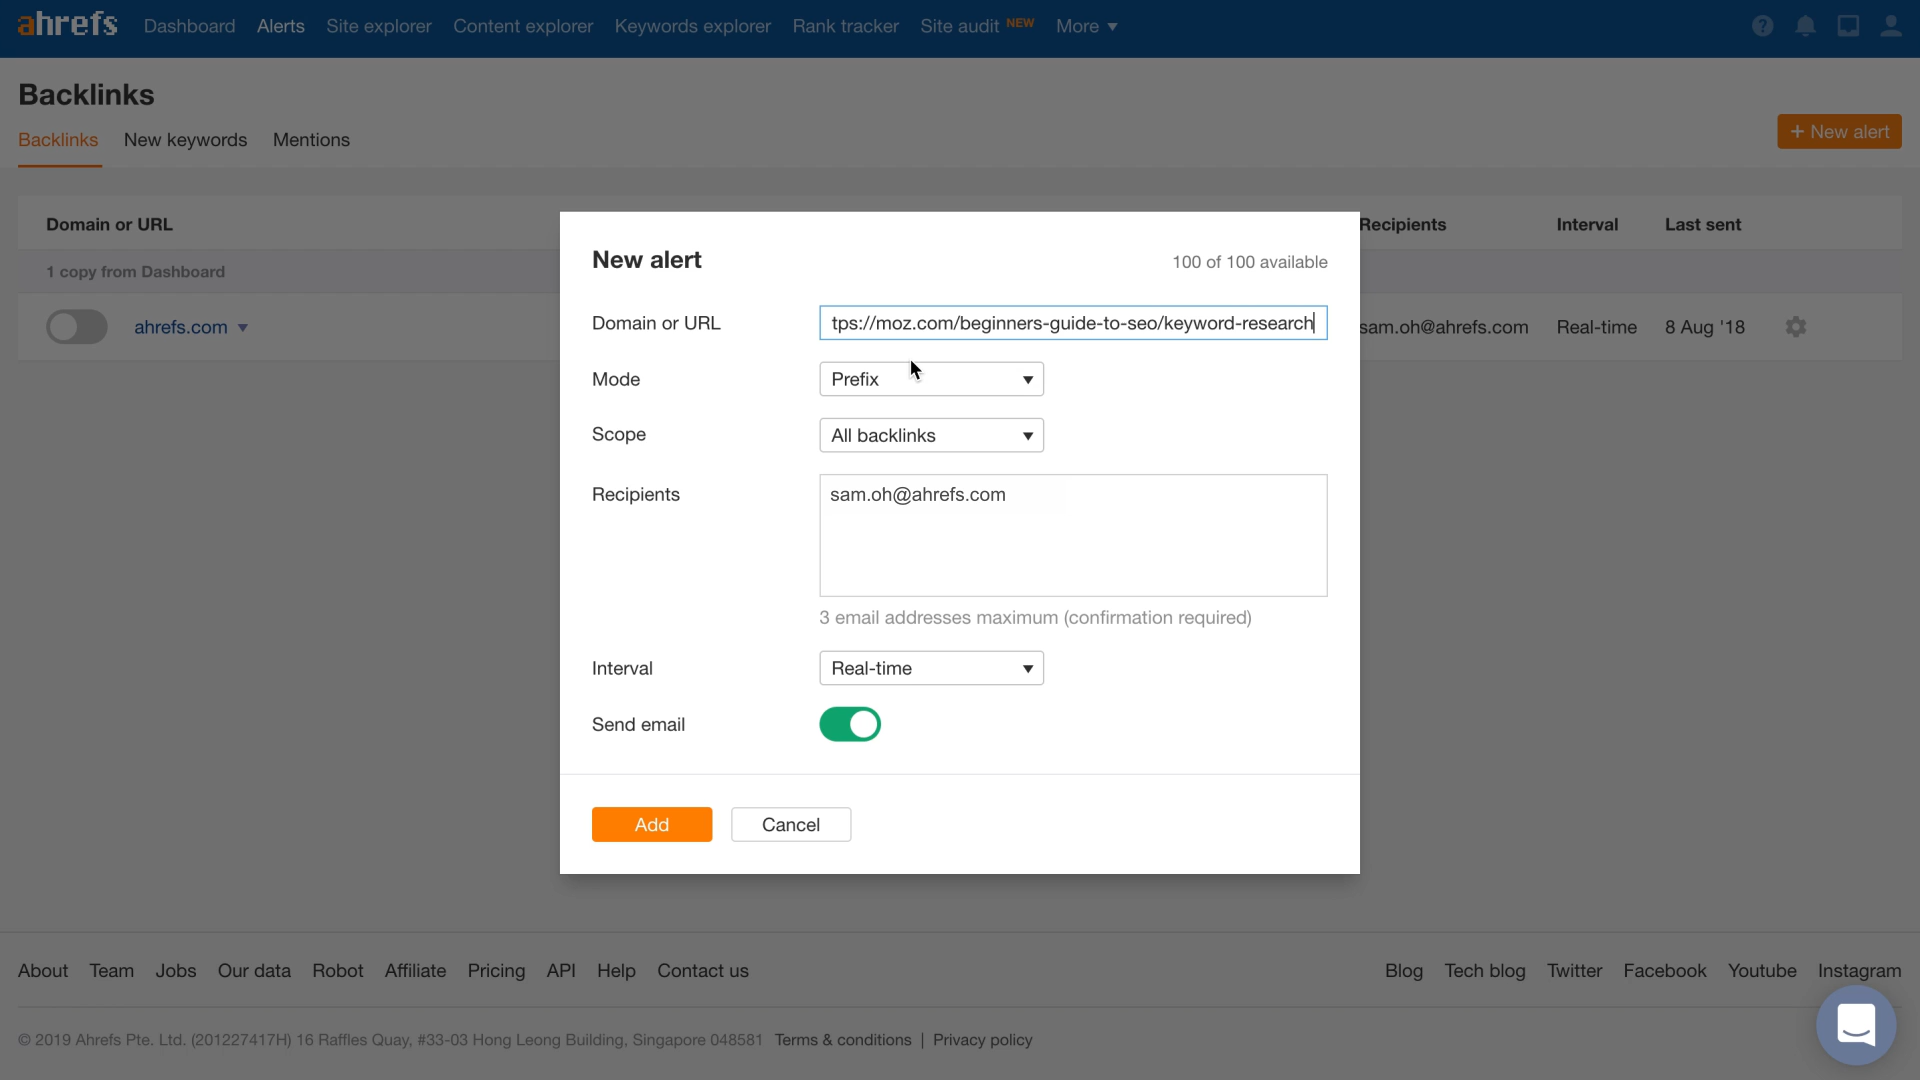 ahrefs Dashboard Alerts Site explorer Content explorer Keywords explorer Rank tracker Site audit NEW More
Backlinks
Backlinks New keywords Mentions
+ New alert
Domain or URL Recipients Interval Last sent
1 copy from Dashboard
ahrefs.com sam.oh@ahrefs.com Real-time 8 Aug '18
New alert 100 of 100 available
Domain or URL tps://moz.com/beginners-guide-to-seo/keyword-research
Mode Prefix
Scope All backlinks
Recipients sam.oh@ahrefs.com
3 email addresses maximum (confirmation required)
Interval Real-time
Send email
Add Cancel
About Team Jobs Our data Robot Affiliate Pricing API Help Contact us Blog Tech blog Twitter Facebook Youtube Instagram
© 2019 Ahrefs Pte. Ltd. (201227417H) 16 Raffles Quay, #33-03 Hong Leong Building, Singapore 048581 Terms & conditions | Privacy policy